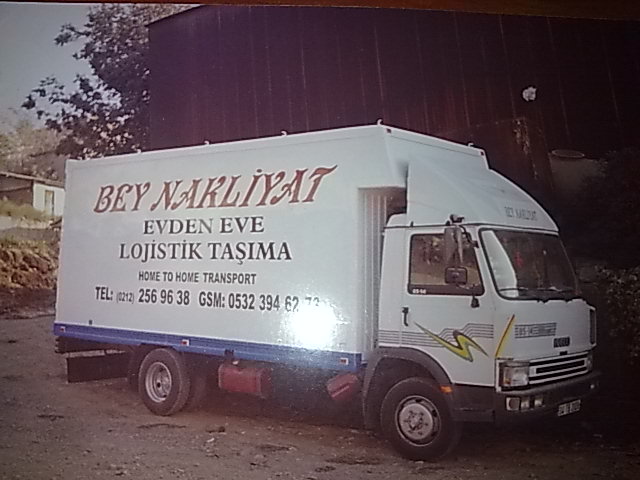 BEY NAKLİYAT
EVDEN EVE
LOJİSTİK TAŞIMA
HOME TO HOME TRANSPORT
TEL: (0212) 256 96 38 GSM: 0532 394 62
BEY NAKLİYAT